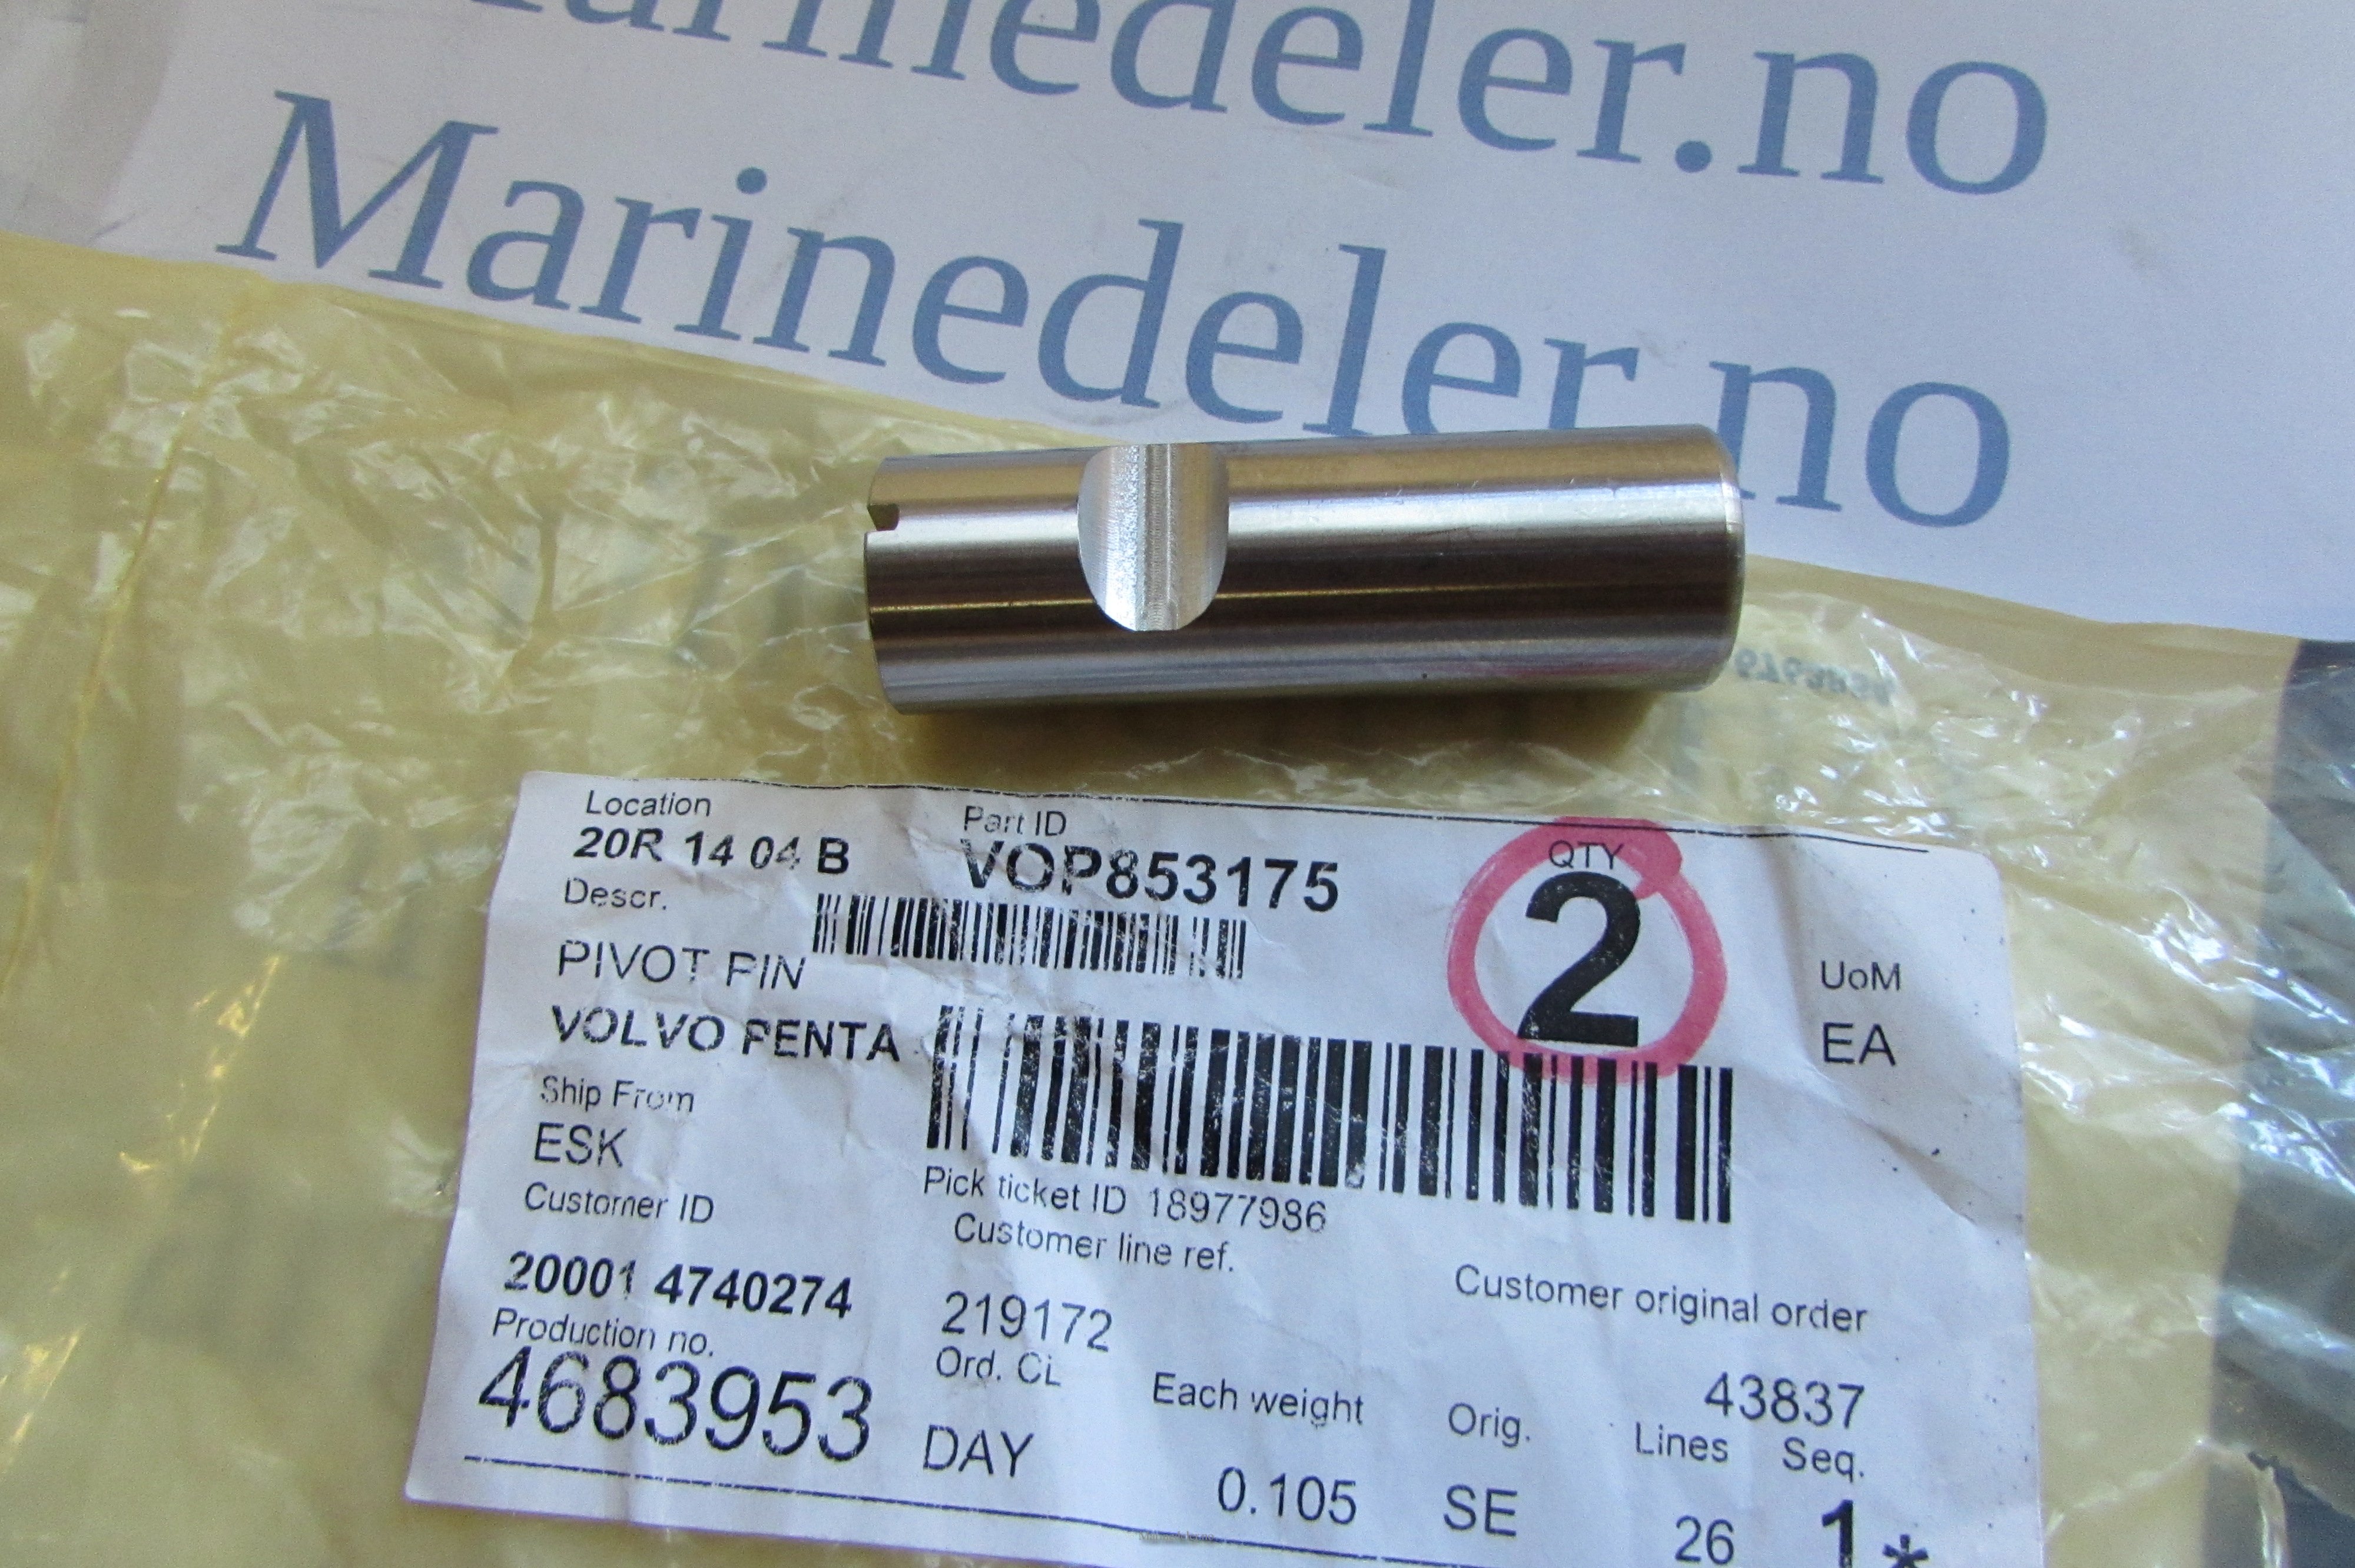 Marinedeler.no
Marinedeler.no
Location
20R 14 04 B
Part ID
VOP853175
QTY
2
UoM
EA
Descr.
PIVOT PIN
VOLVO PENTA
Ship From
ESK
Pick ticket ID 18977986
Customer ID
20001 4740274
Customer line ref.
219172
Customer original order
43837
Production no.
4683953
Ord. CL
DAY
Each weight
0.105
Orig.
SE
Lines
26
Seq.
1*